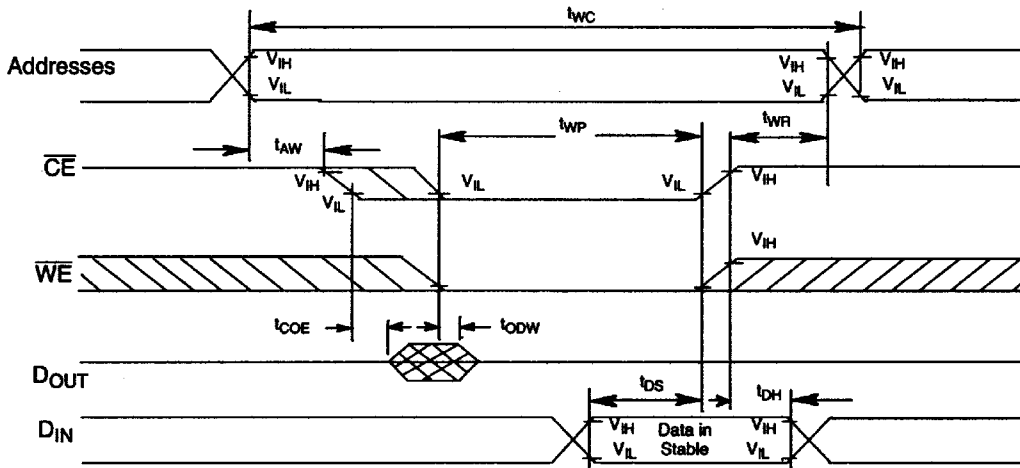 tWC
Addresses
VIH VIH VIH
VIL VIL VIL
tWP tWR
tAW
CE
VIH VIL VIL VIH
VIL
VIH
WE
tCOE tODW
DOUT
tDS tDH
DIN VIH Data in VIH
VIL Stable VIL